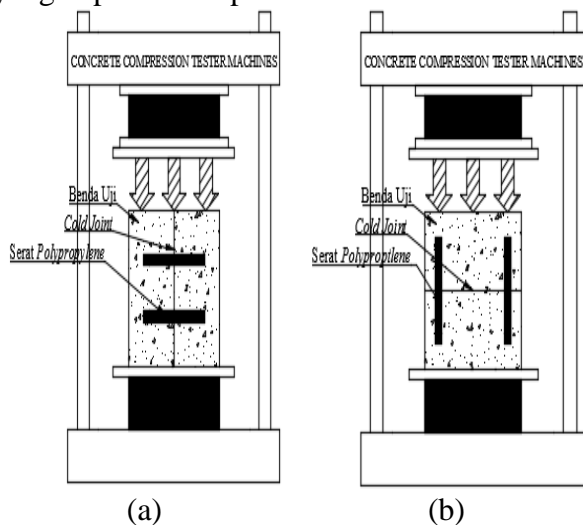 CONCRETE COMPRESSION TESTER MACHINES
Benda Uji
Cold Joint
Serat Polypropylene
(a)
CONCRETE COMPRESSION TESTER MACHINES
Benda Uji
Cold Joint
Serat Polyproptlene
(b)